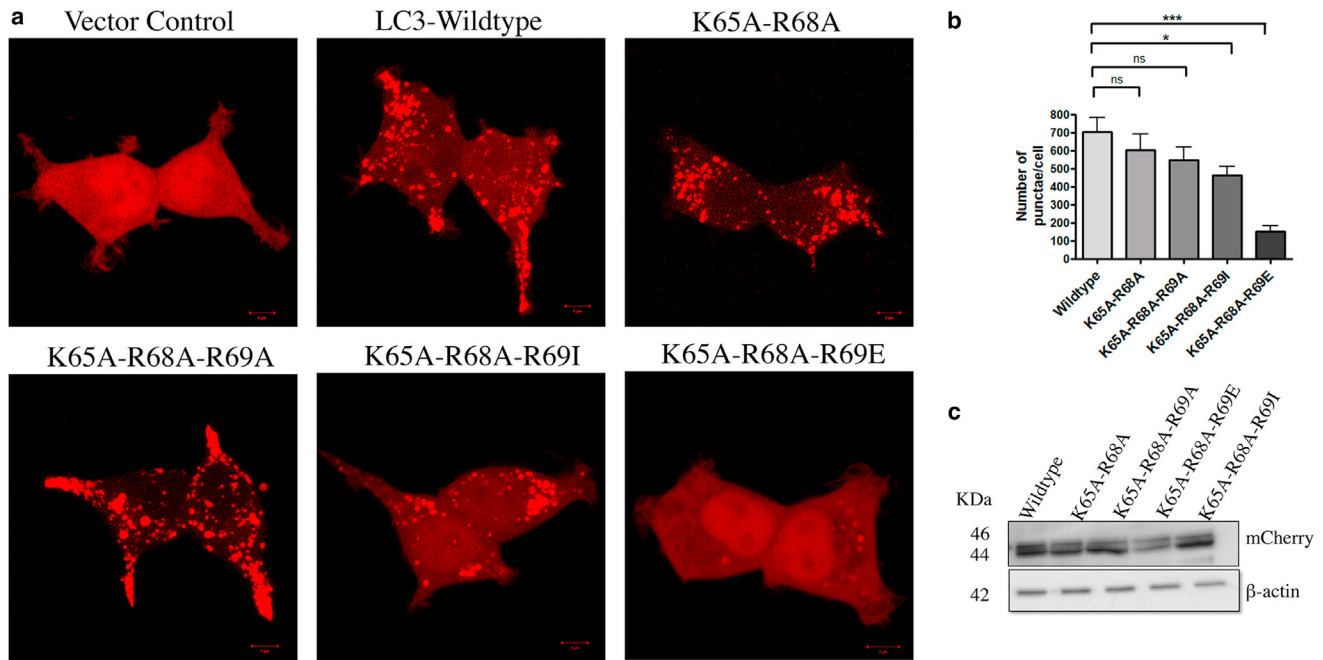 a
Vector Control
LC3-Wildtype
K65A-R68A
K65A-R68A-R69A
K65A-R68A-R69I
K65A-R68A-R69E
b
***
*
ns
ns
Number of
punctae/cell
800
700
600
500
400
300
200
100
0
Wildtype
K65A-R68A
K65A-R68A-R69A
K65A-R68A-R69I
K65A-R68A-R69E
c
KDa
Wildtype
K65A-R68A
K65A-R68A-R69A
K65A-R68A-R69E
K65A-R68A-R69I
46
44
mCherry
42
β-actin